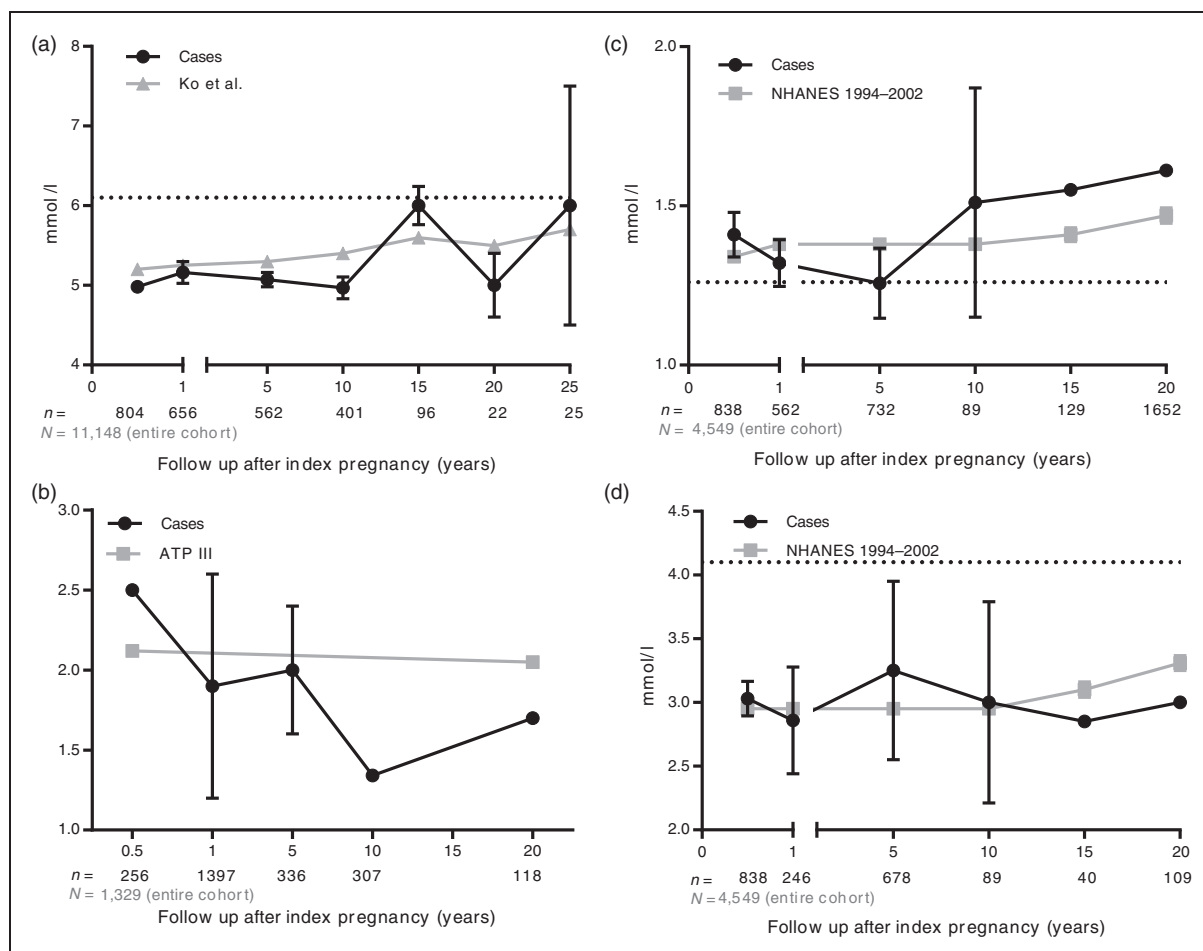 (a)
8
Cases
Ko et al.
7
mmol/l
6
5
4
0 1 5 10 15 20 25
n = 804 656 562 401 96 22 25
N = 11,148 (entire cohort)
Follow up after index pregnancy (years)
(c)
2.0
Cases
NHANES 1994–2002
mmol/l
1.5
1.0
0 1 5 10 15 20
n = 838 562 732 89 129 1652
N = 4,549 (entire cohort)
Follow up after index pregnancy (years)
(b)
3.0
Cases
ATP III
2.5
2.0
1.5
1.0
0.5 1 5 10 15 20
n = 256 1397 336 307 118
N = 1,329 (entire cohort)
Follow up after index pregnancy (years)
(d)
4.5
Cases
NHANES 1994–2002
4.0
3.5
mmol/l
3.0
2.5
2.0
0 1 5 10 15 20
n = 838 246 678 89 40 109
N = 4,549 (entire cohort)
Follow up after index pregnancy (years)